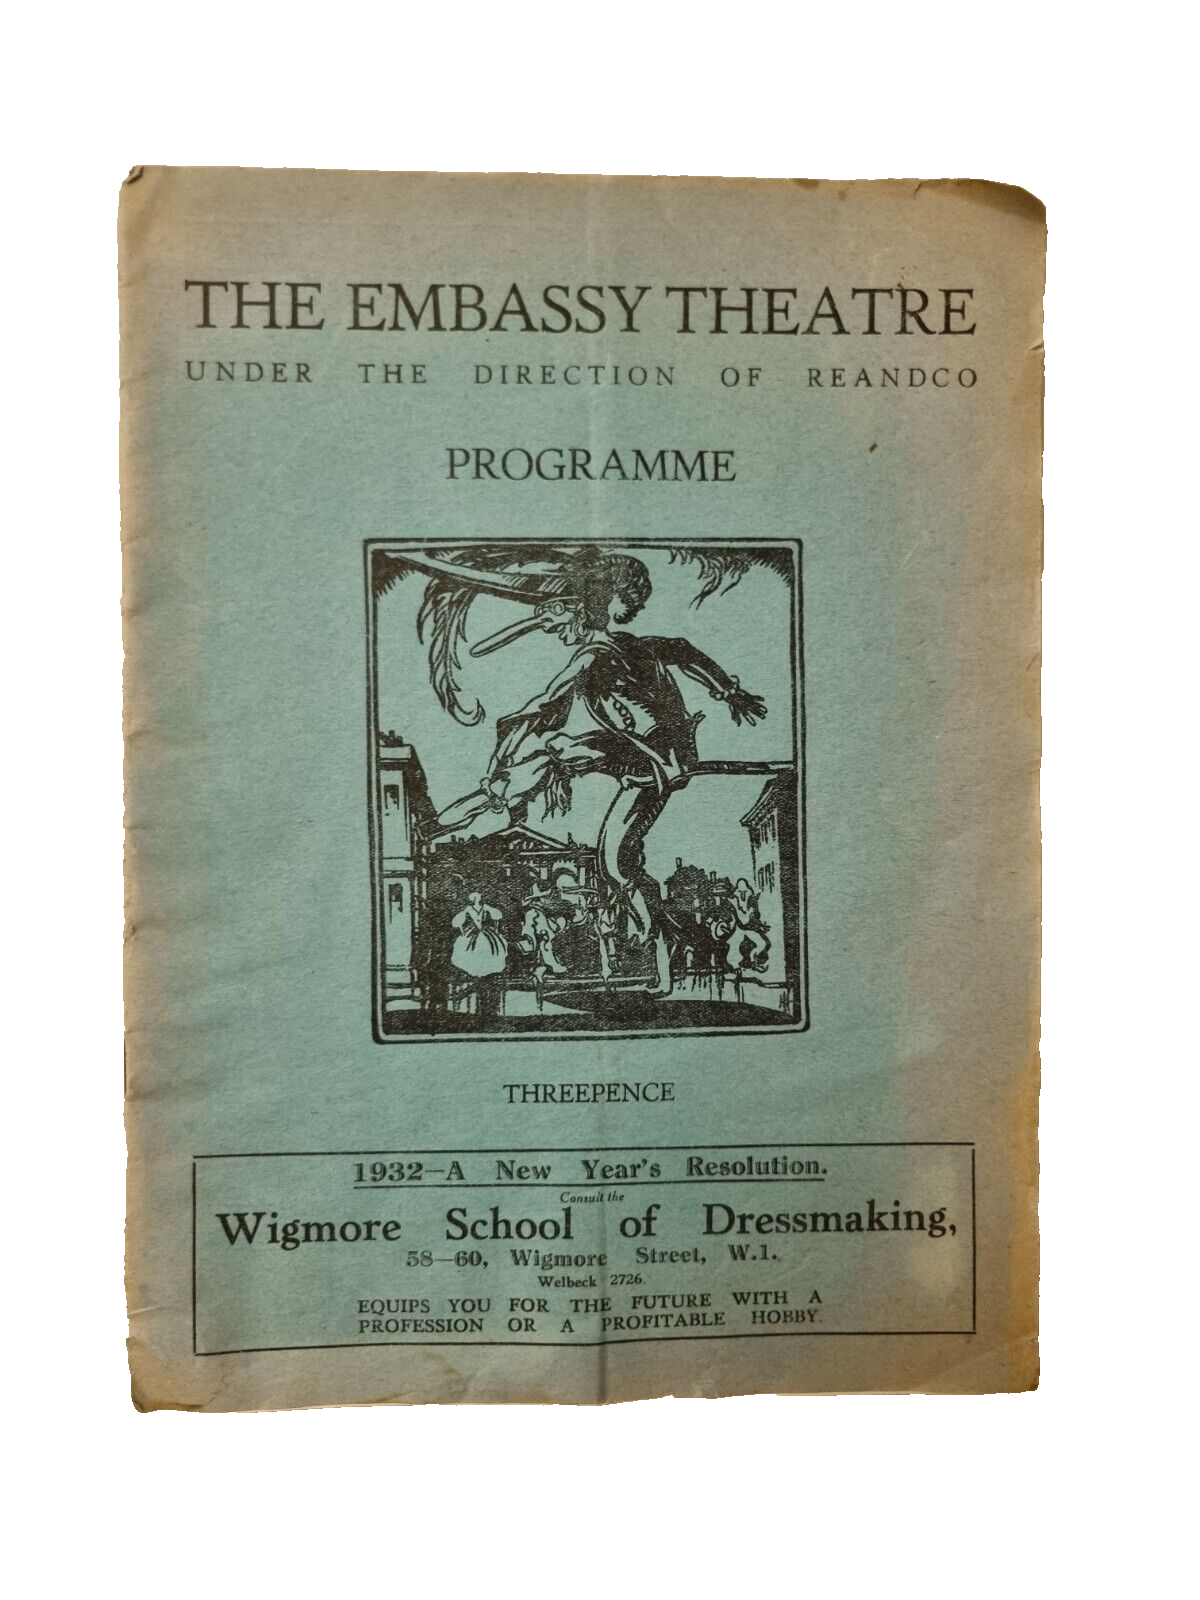 THE EMBASSY THEATRE
UNDER THE DIRECTION OF REANDCO
PROGRAMME
THREEPENCE
1932—A New Year's Resolution.
Consult the
Wigmore School of Dressmaking,
58—60, Wigmore Street, W.1.
Welbeck 2726.
EQUIPS YOU FOR THE FUTURE WITH A
PROFESSION OR A PROFITABLE HOBBY.